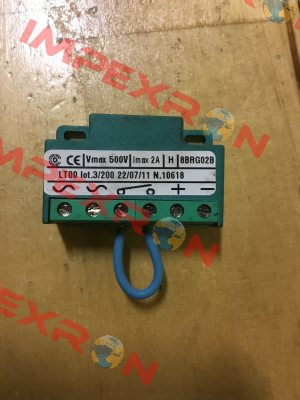 IMPEXRON
CE Vmax 500V Imax 2A H 8BRG02B
LT00 lot.3/200 22/07/11 N.10618
∼ ∼ + −
IMPEXRON
IMPEXRON